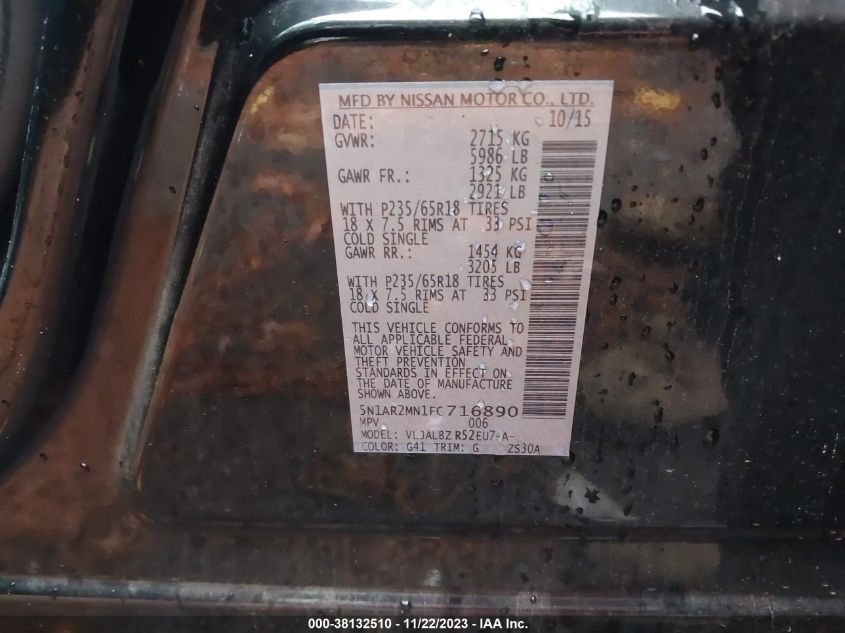 MFD BY NISSAN MOTOR CO., LTD.
DATE: 10/15
GVWR: 2715 KG
5986 LB
GAWR FR.: 1325 KG
2921 LB
WITH P235/65R18 TIRES
18 X 7.5 RIMS AT 33 PSI
COLD SINGLE
GAWR RR.: 1454 KG
3205 LB
WITH P235/65R18 TIRES
18 X 7.5 RIMS AT 33 PSI
COLD SINGLE
THIS VEHICLE CONFORMS TO
ALL APPLICABLE FEDERAL
MOTOR VEHICLE SAFETY AND
THEFT PREVENTION
STANDARDS IN EFFECT ON
THE DATE OF MANUFACTURE
SHOWN ABOVE.
5N1AR2MN1FC716890
MPV 006
MODEL: VLJALBZ R52EU7-A-
COLOR: G41 TRIM: G 2S30A
000-38132510 - 11/22/2023 - Copart, Inc.